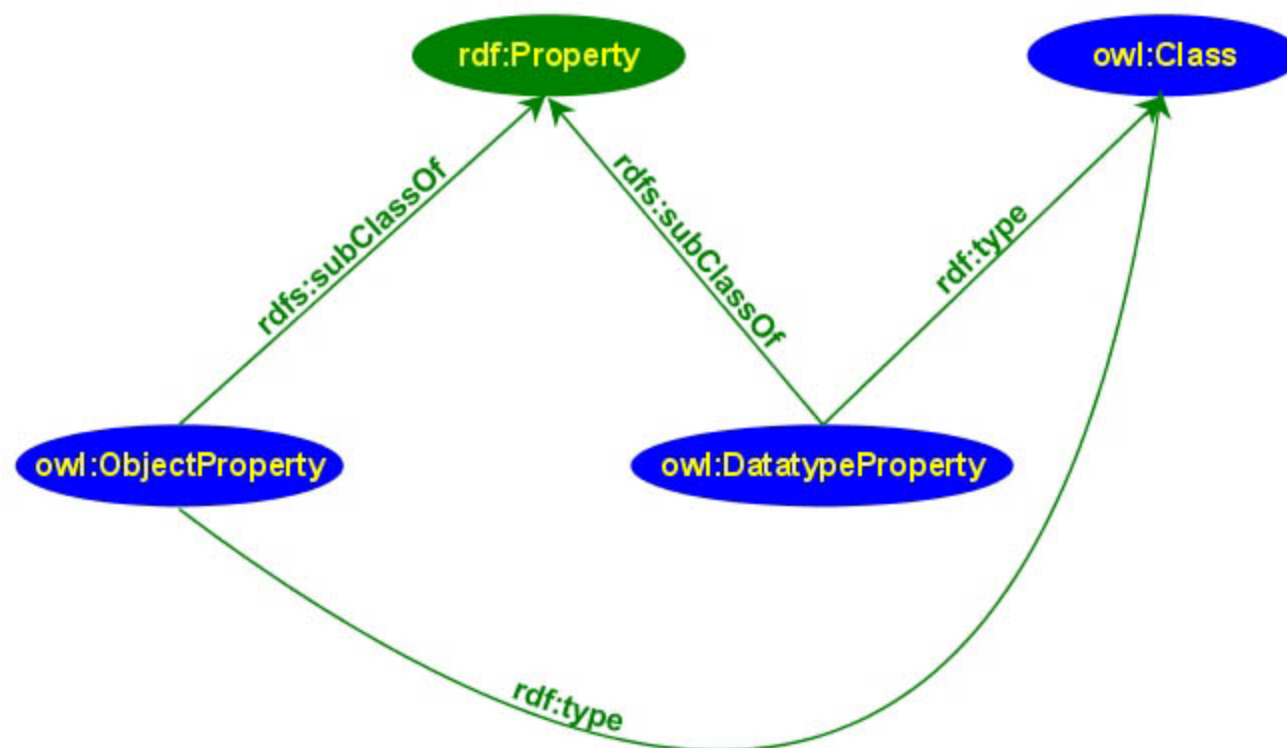 rdf:Property
owl:Class
rdfs:subClassOf
rdfs:subClassOf
rdf:type
owl:ObjectProperty
owl:DatatypeProperty
rdf:type